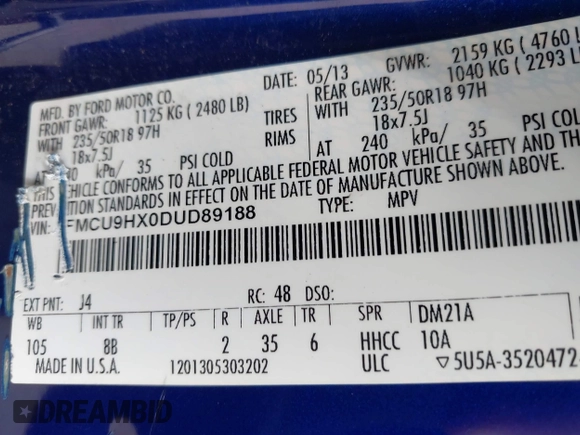 MFD. BY FORD MOTOR CO.
DATE: 05/13
GVWR: 2159 KG ( 4760 L
FRONT GAWR: 1125 KG ( 2480 LB)
REAR GAWR: 1040 KG ( 2293 L
WITH 235/50R18 97H TIRES WITH 235/50R18 97H
18x7.5J RIMS 18x7.5J
kPa/ 35 PSI COLD AT 240 kPa/ 35 PSI COL
THIS VEHICLE CONFORMS TO ALL APPLICABLE FEDERAL MOTOR VEHICLE SAFETY AND
PREVENTION STANDARDS IN EFFECT ON THE DATE OF MANUFACTURE SHOWN ABOVE.
VIN: FMCU9HX0DUD89188
TYPE: MPV
EXT PNT: J4 RC: 48 DSO:
WB INT TR TP/PS R AXLE TR SPR DM21A
105 8B 2 35 6 HHCC 10A
MADE IN U.S.A. 1201305303202 ULC ▽5U5A-3520472
DREAMBID